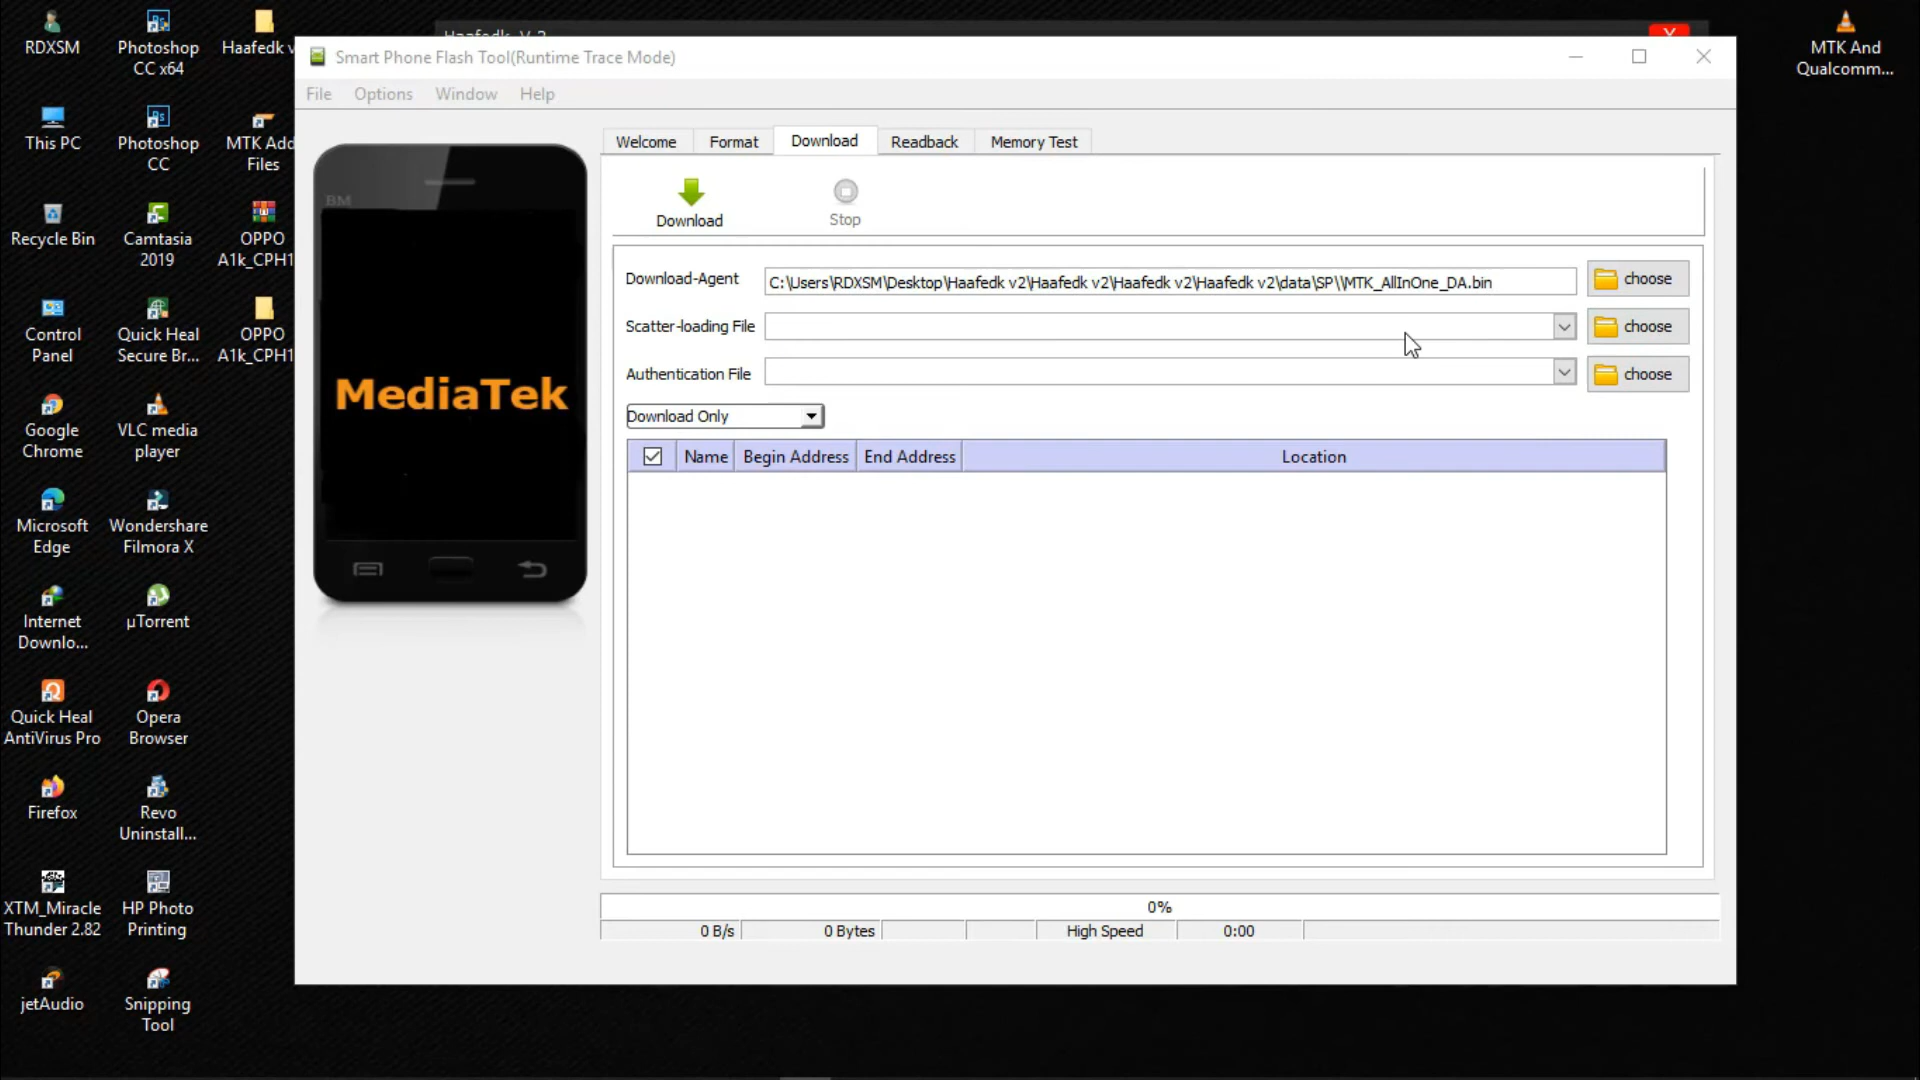 RDXSM
Photoshop
CC x64
Haafedk v
This PC
Photoshop
CC
MTK Add
Files
Recycle Bin
Camtasia
2019
OPPO
A1k_CPH1
Control
Panel
Quick Heal
Secure Br...
OPPO
A1k_CPH1
Google
Chrome
VLC media
player
Microsoft
Edge
Wondershare
Filmora X
Internet
Downlo...
µTorrent
Quick Heal
AntiVirus Pro
Opera
Browser
Firefox
Revo
Uninstall...
XTM_Miracle
Thunder 2.82
HP Photo
Printing
jetAudio
Snipping
Tool
MTK And
Qualcomm...
X
Smart Phone Flash Tool(Runtime Trace Mode)
File Options Window Help
BM
MediaTek
Welcome Format Download Readback Memory Test
Download Stop
Download-Agent C:\Users\RDXSM\Desktop\Haafedk v2\Haafedk v2\Haafedk v2\Haafedk v2\data\SP\\MTK_AllInOne_DA.bin choose
Scatter-loading File choose
Authentication File choose
Download Only
Name Begin Address End Address Location
0%
0 B/s 0 Bytes High Speed 0:00